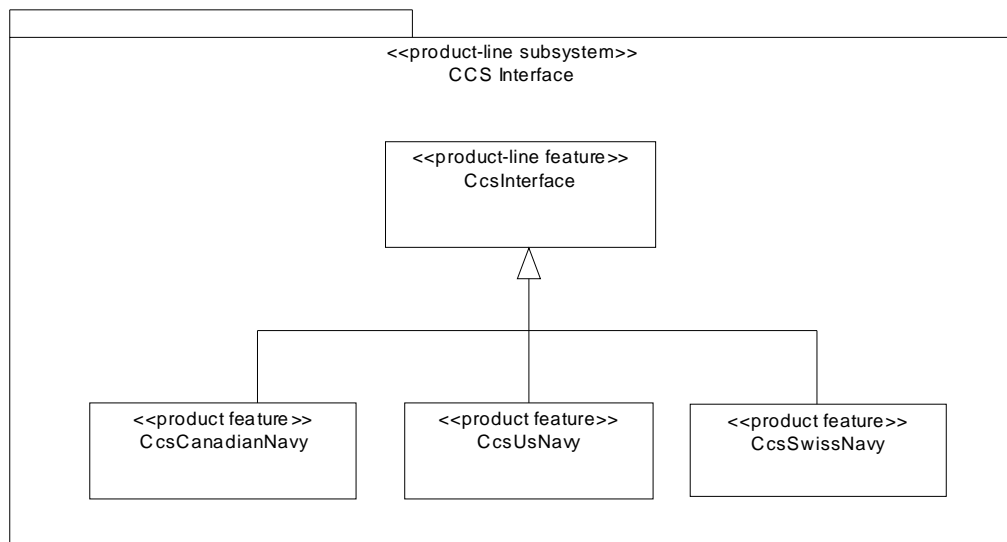 <<product-line subsystem>>
CCS Interface
<<product-line feature>>
CcsInterface
<<product feature>>
CcsCanadianNavy
<<product feature>>
CcsUsNavy
<<product feature>>
CcsSwissNavy